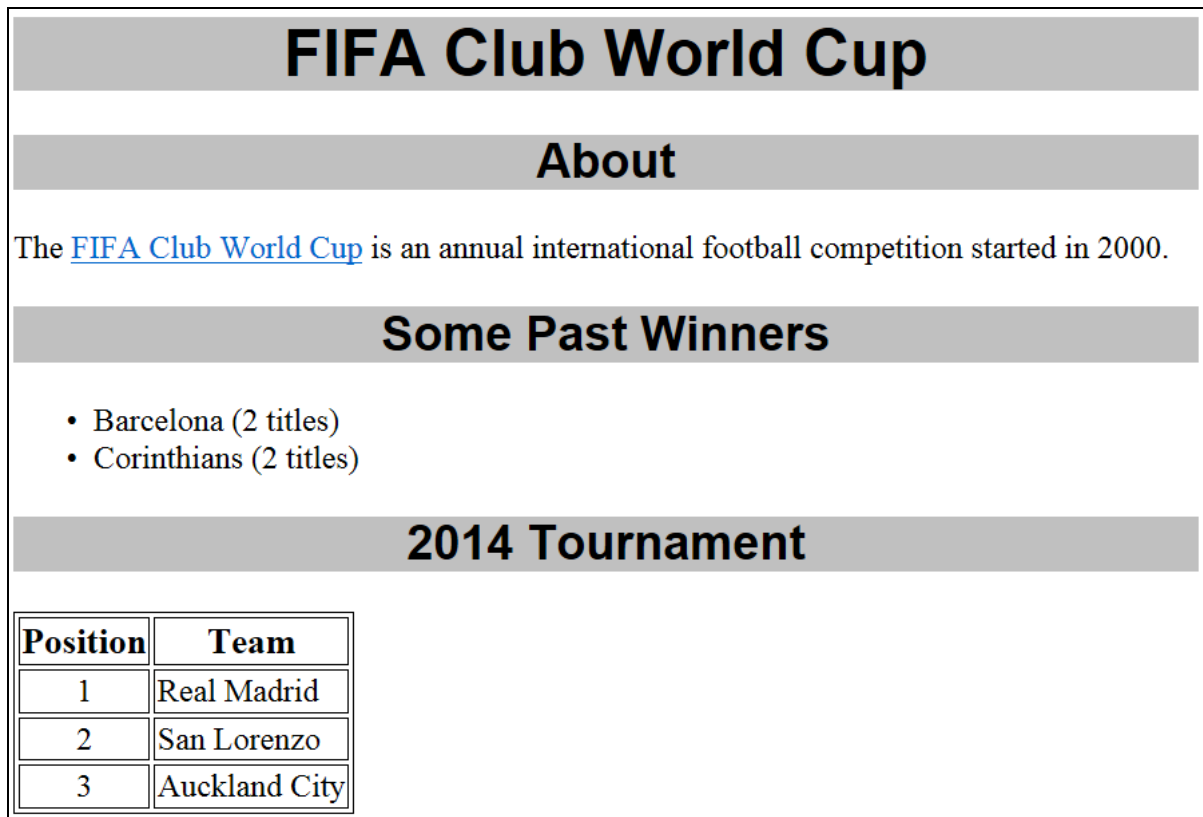 FIFA Club World Cup
About
The FIFA Club World Cup is an annual international football competition started in 2000.
Some Past Winners
• Barcelona (2 titles)
• Corinthians (2 titles)
2014 Tournament
Position Team
1 Real Madrid
2 San Lorenzo
3 Auckland City